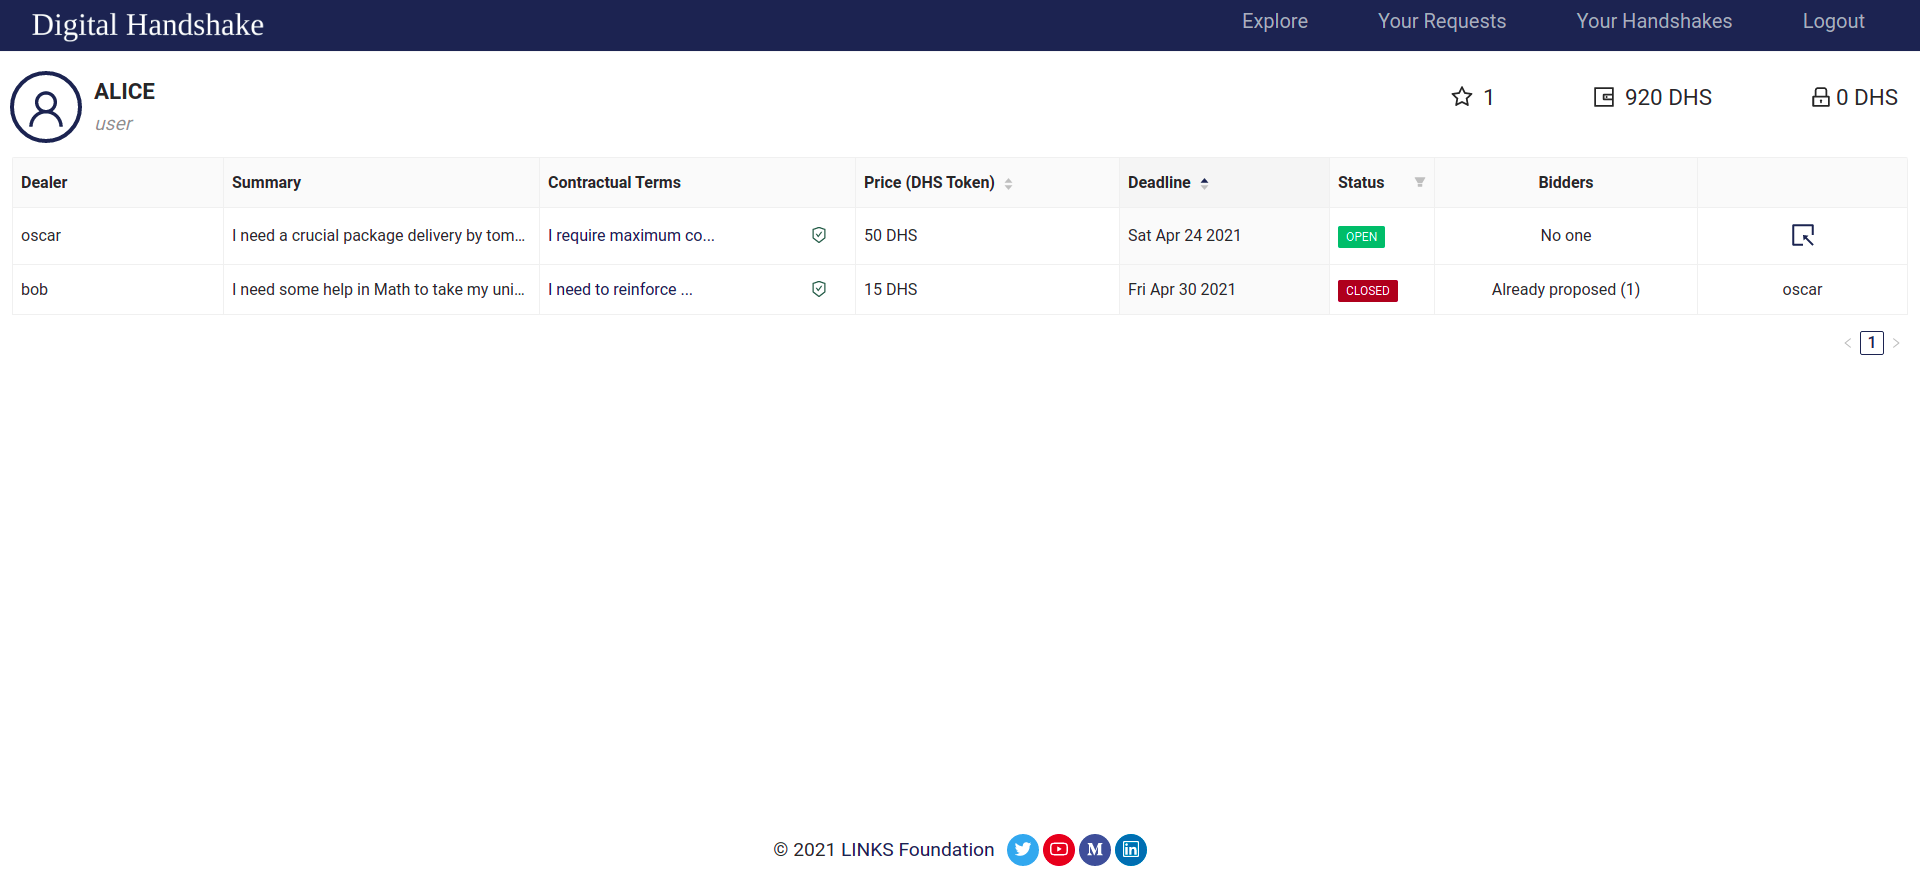 Digital Handshake Explore Your Requests Your Handshakes Logout
ALICE
user
1 920 DHS 0 DHS
Dealer Summary Contractual Terms Price (DHS Token) Deadline Status Bidders
oscar I need a crucial package delivery by tom... I require maximum co... 50 DHS Sat Apr 24 2021 OPEN No one
bob I need some help in Math to take my uni... I need to reinforce ... 15 DHS Fri Apr 30 2021 CLOSED Already proposed (1) oscar
< 1 >
© 2021 LINKS Foundation M in